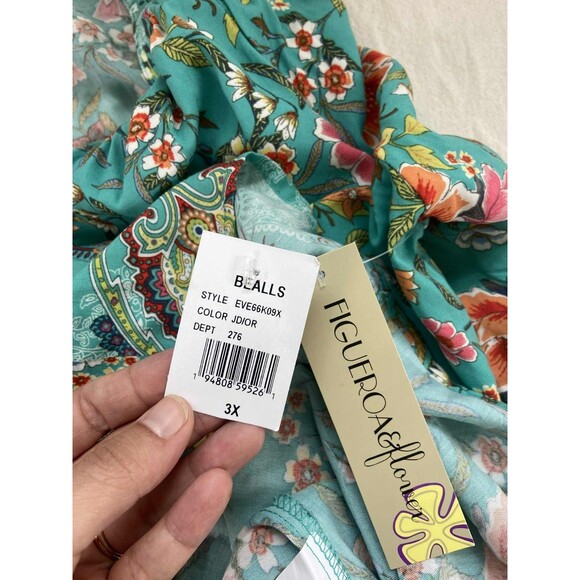 BEALLS
STYLE EVE66K09X
COLOR JD/OR
DEPT 276
1 94808 59526 1
3X
FIGUEROA&flower